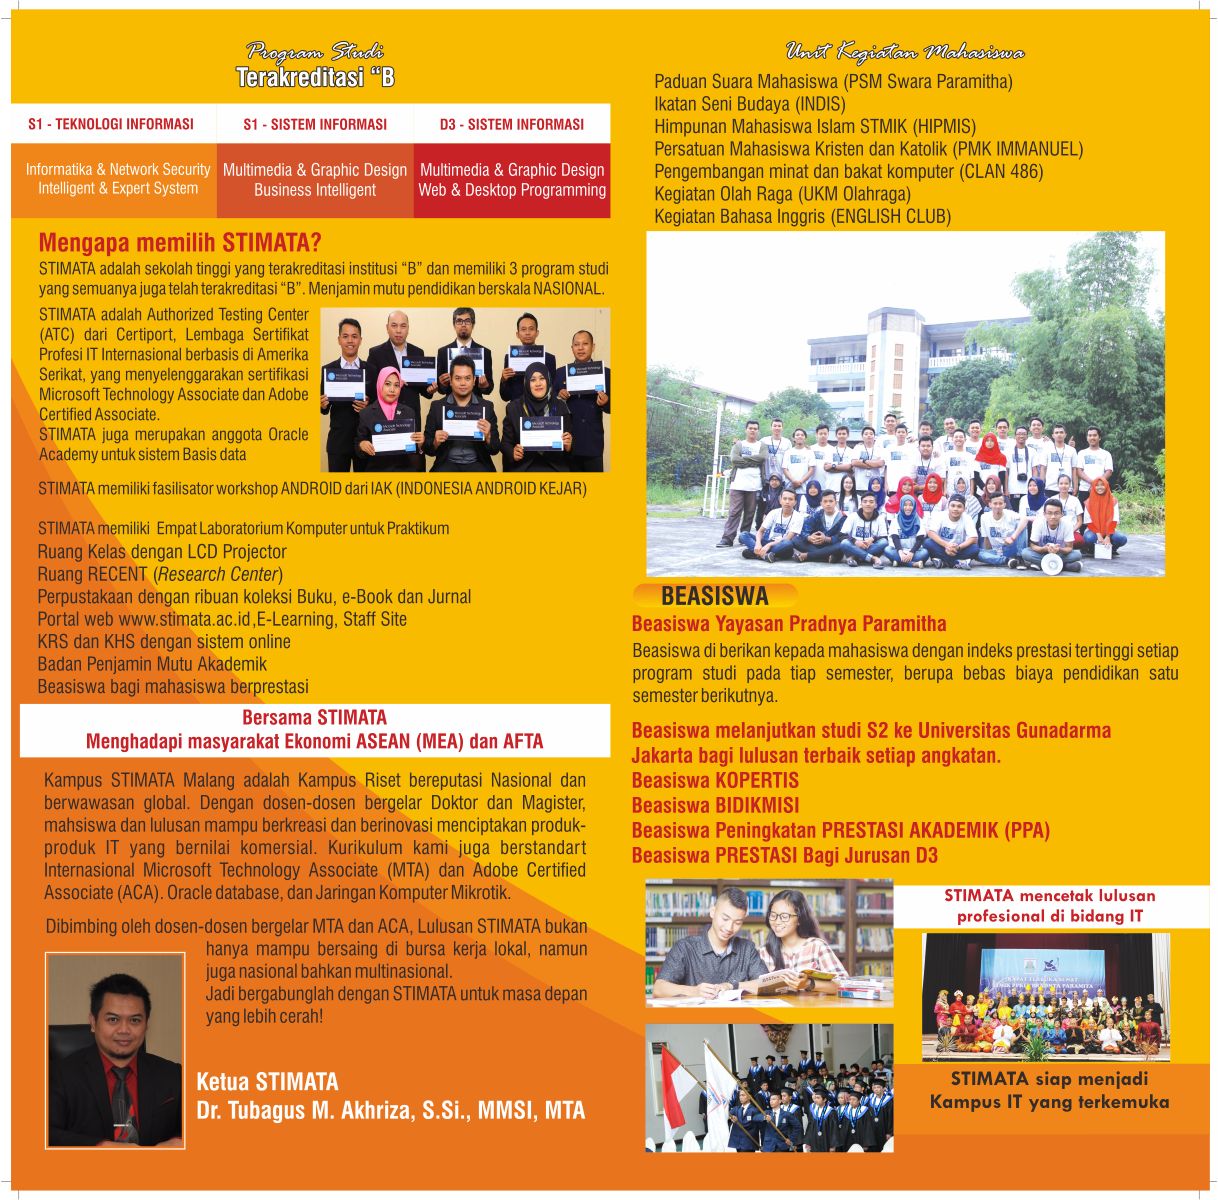 Program Studi
Terakreditasi “B
S1 - TEKNOLOGI INFORMASI
S1 - SISTEM INFORMASI
D3 - SISTEM INFORMASI
Informatika & Network Security
Intelligent & Expert System
Multimedia & Graphic Design
Business Intelligent
Multimedia & Graphic Design
Web & Desktop Programming
Mengapa memilih STIMATA?
STIMATA adalah sekolah tinggi yang terakreditasi institusi “B” dan memiliki 3 program studi
yang semuanya juga telah terakreditasi “B”. Menjamin mutu pendidikan berskala NASIONAL.
STIMATA adalah Authorized Testing Center
(ATC) dari Certiport, Lembaga Sertifikat
Profesi IT Internasional berbasis di Amerika
Serikat, yang menyelenggarakan sertifikasi
Microsoft Technology Associate dan Adobe
Certified Associate.
STIMATA juga merupakan anggota Oracle
Academy untuk sistem Basis data
STIMATA memiliki fasilisator workshop ANDROID dari IAK (INDONESIA ANDROID KEJAR)
STIMATA memiliki Empat Laboratorium Komputer untuk Praktikum
Ruang Kelas dengan LCD Projector
Ruang RECENT (Research Center)
Perpustakaan dengan ribuan koleksi Buku, e-Book dan Jurnal
Portal web www.stimata.ac.id,E-Learning, Staff Site
KRS dan KHS dengan sistem online
Badan Penjamin Mutu Akademik
Beasiswa bagi mahasiswa berprestasi
Bersama STIMATA
Menghadapi masyarakat Ekonomi ASEAN (MEA) dan AFTA
Kampus STIMATA Malang adalah Kampus Riset bereputasi Nasional dan
berwawasan global. Dengan dosen-dosen bergelar Doktor dan Magister,
mahsiswa dan lulusan mampu berkreasi dan berinovasi menciptakan produk-
produk IT yang bernilai komersial. Kurikulum kami juga berstandart
Internasional Microsoft Technology Associate (MTA) dan Adobe Certified
Associate (ACA). Oracle database, dan Jaringan Komputer Mikrotik.
Dibimbing oleh dosen-dosen bergelar MTA dan ACA, Lulusan STIMATA bukan
hanya mampu bersaing di bursa kerja lokal, namun
juga nasional bahkan multinasional.
Jadi bergabunglah dengan STIMATA untuk masa depan
yang lebih cerah!
Ketua STIMATA
Dr. Tubagus M. Akhriza, S.Si., MMSI, MTA
Unit Kegiatan Mahasiswa
Paduan Suara Mahasiswa (PSM Swara Paramitha)
Ikatan Seni Budaya (INDIS)
Himpunan Mahasiswa Islam STMIK (HIPMIS)
Persatuan Mahasiswa Kristen dan Katolik (PMK IMMANUEL)
Pengembangan minat dan bakat komputer (CLAN 486)
Kegiatan Olah Raga (UKM Olahraga)
Kegiatan Bahasa Inggris (ENGLISH CLUB)
BEASISWA
Beasiswa Yayasan Pradnya Paramitha
Beasiswa di berikan kepada mahasiswa dengan indeks prestasi tertinggi setiap
program studi pada tiap semester, berupa bebas biaya pendidikan satu
semester berikutnya.
Beasiswa melanjutkan studi S2 ke Universitas Gunadarma
Jakarta bagi lulusan terbaik setiap angkatan.
Beasiswa KOPERTIS
Beasiswa BIDIKMISI
Beasiswa Peningkatan PRESTASI AKADEMIK (PPA)
Beasiswa PRESTASI Bagi Jurusan D3
STIMATA mencetak lulusan
profesional di bidang IT
STIMATA siap menjadi
Kampus IT yang terkemuka